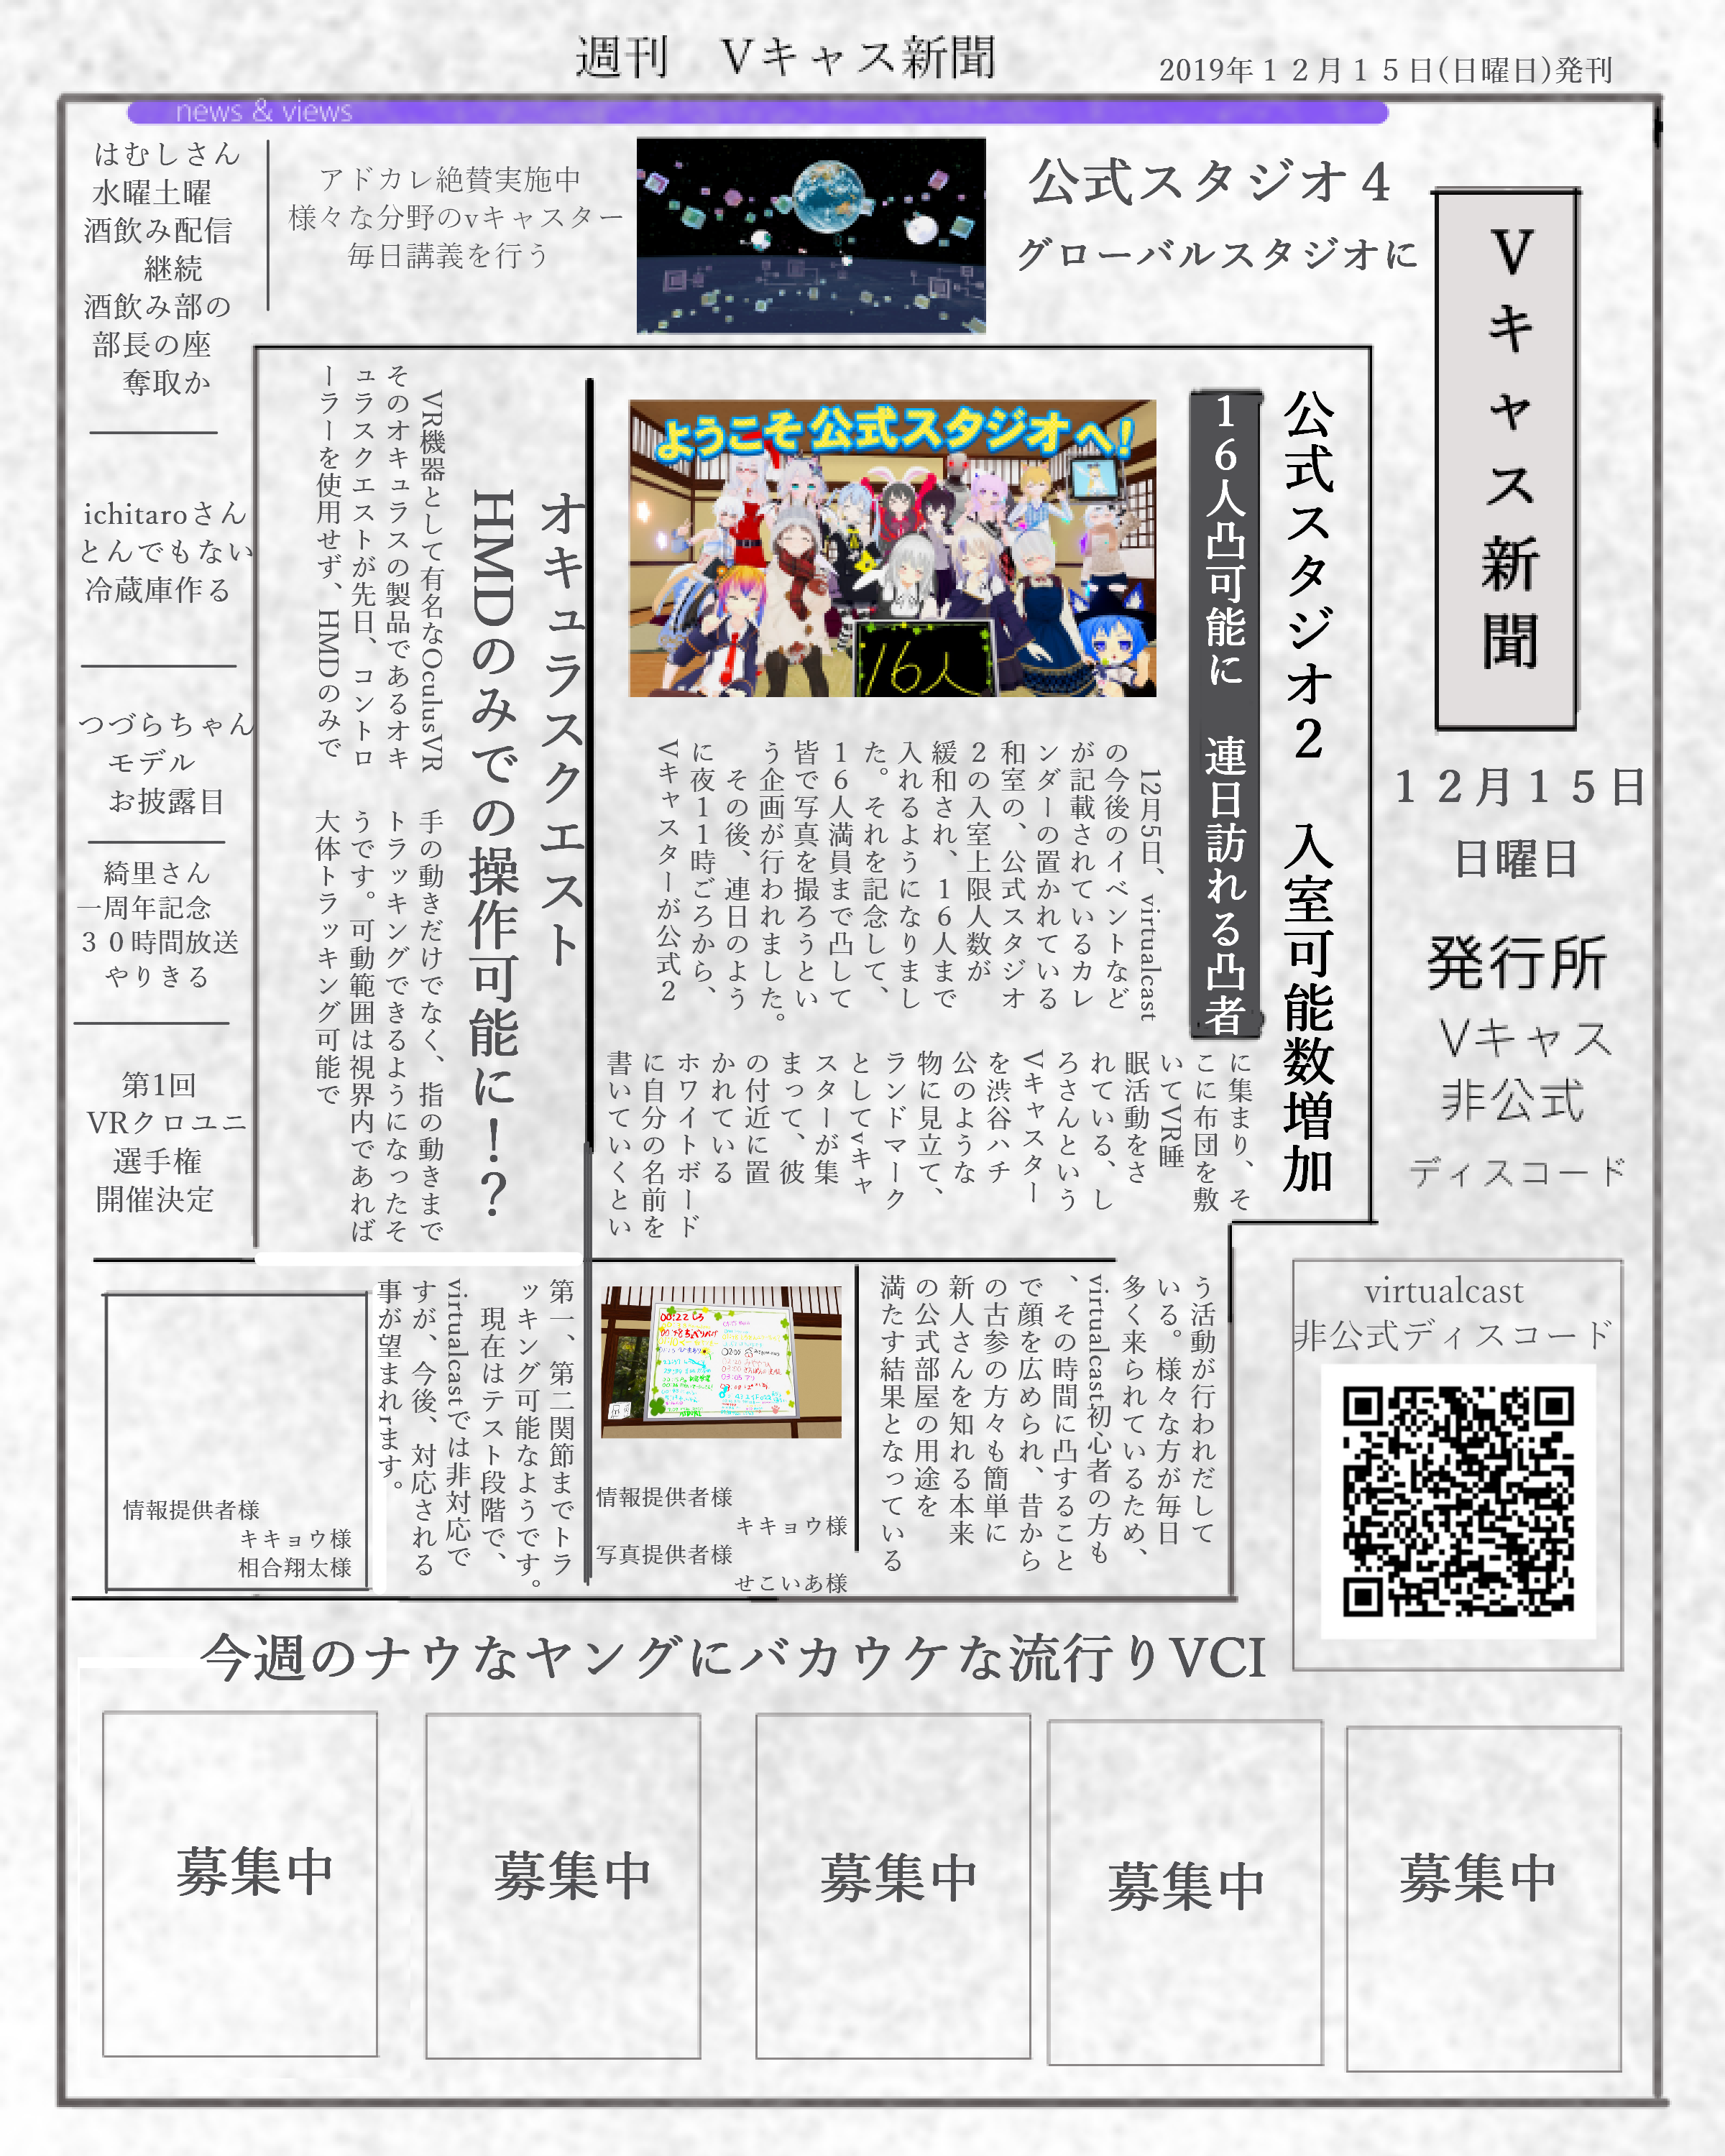 週刊　Vキャス新聞
2019年１２月１５日(日曜日)発刊
news & views
Vキャス新聞
１２月１５日
日曜日
発行所
Vキャス
非公式
ディスコード
virtualcast
非公式ディスコード
公式スタジオ４
グローバルスタジオに
アドカレ絶賛実施中
様々な分野のvキャスター
毎日講義を行う
はむしさん
水曜土曜
酒飲み配信
継続
酒飲み部の
部長の座
奪取か
ichitaroさん
とんでもない
冷蔵庫作る
つづらちゃん
モデル
お披露目
綺里さん
一周年記念
３０時間放送
やりきる
第1回
VRクロユニ
選手権
開催決定
公式スタジオ２　入室可能数増加
１６人凸可能に　連日訪れる凸者
ようこそ公式スタジオへ!
16人
12月5日、virtualcast
の今後のイベントなど
が記載されているカレ
ンダーの置かれている
和室の、公式スタジオ
２の入室上限人数が
緩和され、１６人まで
入れるようになりまし
た。それを記念して、
１６人満員まで凸して
皆で写真を撮ろうとい
う企画が行われました。
その後、連日のよう
に夜１１時ごろから、
Vキャスターが公式２
に集まり、そ
こに布団を敷
いてVR睡
眠活動をさ
れている、し
ろさんという
Vキャスター
を渋谷ハチ
公のような
物に見立て、
ランドマーク
としてvキャ
スターが集
まって、彼
の付近に置
かれている
ホワイトボード
に自分の名前を
書いていくとい
う活動が行われだして
いる。様々な方が毎日
多く来られているため、
virtualcast初心者の方も
、その時間に凸すること
で顔を広められ、昔から
の古参の方々も簡単に
新人さんを知れる本来
の公式部屋の用途を
満たす結果となっている
00:22 しろ
情報提供者様
キキョウ様
写真提供者様
せこいあ様
オキュラスクエスト
HMDのみでの操作可能に！？
VR機器として有名なOculusVR
そのオキュラスの製品であるオキ
ュラスクエストが先日、コントロ
ーラーを使用せず、HMDのみで
手の動きだけでなく、指の動きまで
トラッキングできるようになったそ
うです。可動範囲は視界内であれば
大体トラッキング可能で
第一、第二関節までトラ
ッキング可能なようです。
現在はテスト段階で、
virtualcastでは非対応で
すが、今後、対応される
事が望まれrます。
情報提供者様
キキョウ様
相合翔太様
今週のナウなヤングにバカウケな流行りVCI
募集中
募集中
募集中
募集中
募集中